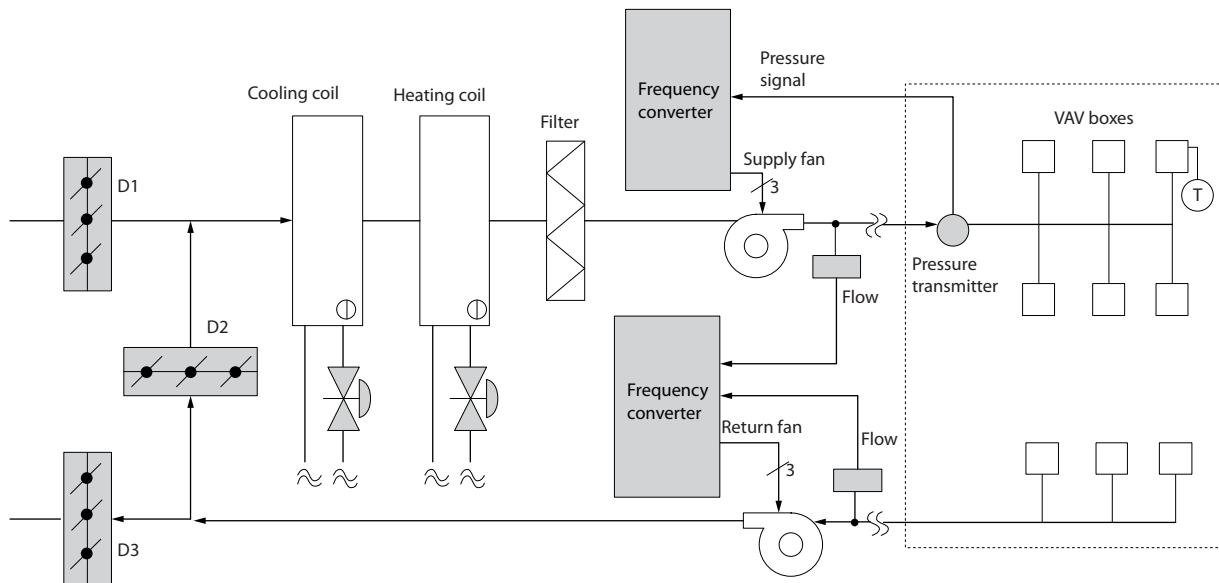 Cooling coil
Heating coil
Filter
Frequency
converter
Pressure
signal
Supply fan
3
VAV boxes
T
D1
Pressure
transmitter
Flow
D2
Frequency
converter
Return fan
3
Flow
D3